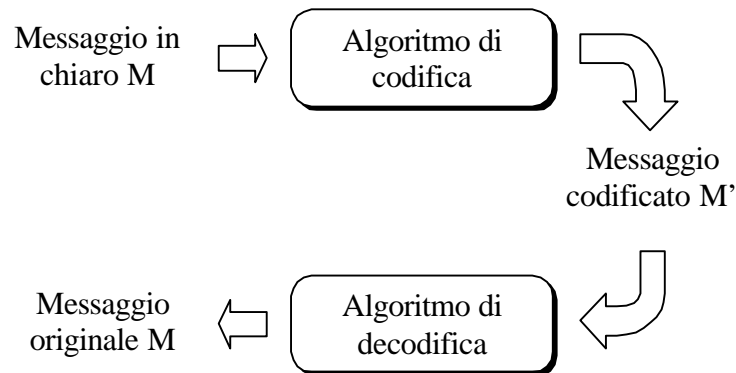 Messaggio in
chiaro M
Algoritmo di
codifica
Messaggio
codificato M’
Algoritmo di
decodifica
Messaggio
originale M